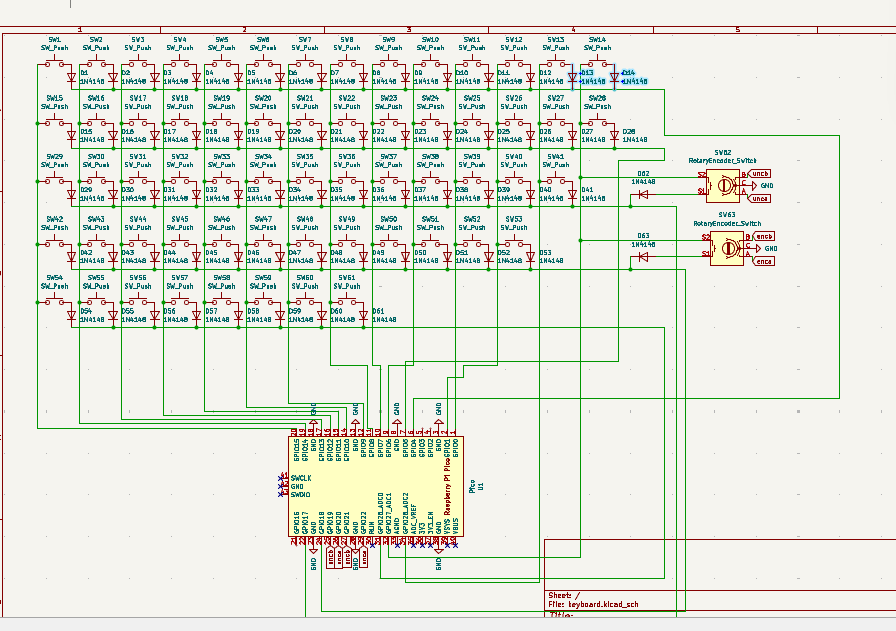 1 2 3 4 5
SW1 SW2 SW3 SW4 SW5 SW6 SW7 SW8 SW9 SW10 SW11 SW12 SW13 SW14
SW_Push SW_Push SW_Push SW_Push SW_Push SW_Push SW_Push SW_Push SW_Push SW_Push SW_Push SW_Push SW_Push SW_Push
D1 D2 D3 D4 D5 D6 D7 D8 D9 D10 D11 D12 D13 D14
1N4148 1N4148 1N4148 1N4148 1N4148 1N4148 1N4148 1N4148 1N4148 1N4148 1N4148 1N4148 1N4148 1N4148
SW15 SW16 SW17 SW18 SW19 SW20 SW21 SW22 SW23 SW24 SW25 SW26 SW27 SW28
SW_Push SW_Push SW_Push SW_Push SW_Push SW_Push SW_Push SW_Push SW_Push SW_Push SW_Push SW_Push SW_Push SW_Push
D15 D16 D17 D18 D19 D20 D21 D22 D23 D24 D25 D26 D27 D28
1N4148 1N4148 1N4148 1N4148 1N4148 1N4148 1N4148 1N4148 1N4148 1N4148 1N4148 1N4148 1N4148 1N4148
SW29 SW30 SW31 SW32 SW33 SW34 SW35 SW36 SW37 SW38 SW39 SW40 SW41
SW_Push SW_Push SW_Push SW_Push SW_Push SW_Push SW_Push SW_Push SW_Push SW_Push SW_Push SW_Push SW_Push
D29 D30 D31 D32 D33 D34 D35 D36 D37 D38 D39 D40 D41
1N4148 1N4148 1N4148 1N4148 1N4148 1N4148 1N4148 1N4148 1N4148 1N4148 1N4148 1N4148 1N4148
SW42 SW43 SW44 SW45 SW46 SW47 SW48 SW49 SW50 SW51 SW52 SW53
SW_Push SW_Push SW_Push SW_Push SW_Push SW_Push SW_Push SW_Push SW_Push SW_Push SW_Push SW_Push
D42 D43 D44 D45 D46 D47 D48 D49 D50 D51 D52 D53
1N4148 1N4148 1N4148 1N4148 1N4148 1N4148 1N4148 1N4148 1N4148 1N4148 1N4148 1N4148
SW54 SW55 SW56 SW57 SW58 SW59 SW60 SW61
SW_Push SW_Push SW_Push SW_Push SW_Push SW_Push SW_Push SW_Push
D54 D55 D56 D57 D58 D59 D60 D61
1N4148 1N4148 1N4148 1N4148 1N4148 1N4148 1N4148 1N4148
SW62
RotaryEncoder_Switch
D62
1N4148
S2 B encb
C GND
S1 A enca
SW63
RotaryEncoder_Switch
D63
1N4148
S2 B encb
C GND
S1 A enca
GND GND GND GND
GPIO15 GPIO14 GND GPIO13 GPIO12 GPIO11 GPIO10 GND GPIO9 GPIO8 GPIO7 GPIO6 GND GPIO5 GPIO4 GPIO3 GPIO2 GND GPIO1 GPIO0
SWCLK
GND
SWDIO
Raspberry Pi Pico
Pico
U1
GPIO16 GPIO17 GND GPIO18 GPIO19 GPIO20 GPIO21 GND GPIO22 RUN GPIO26_ADC0 GPIO27_ADC1 AGND GPIO28_ADC2 ADC_VREF 3V3 3V3_EN GND VSYS VBUS
GND encb enca encb GND enca GND
Sheet: /
File: keyboard.kicad_sch
Title: